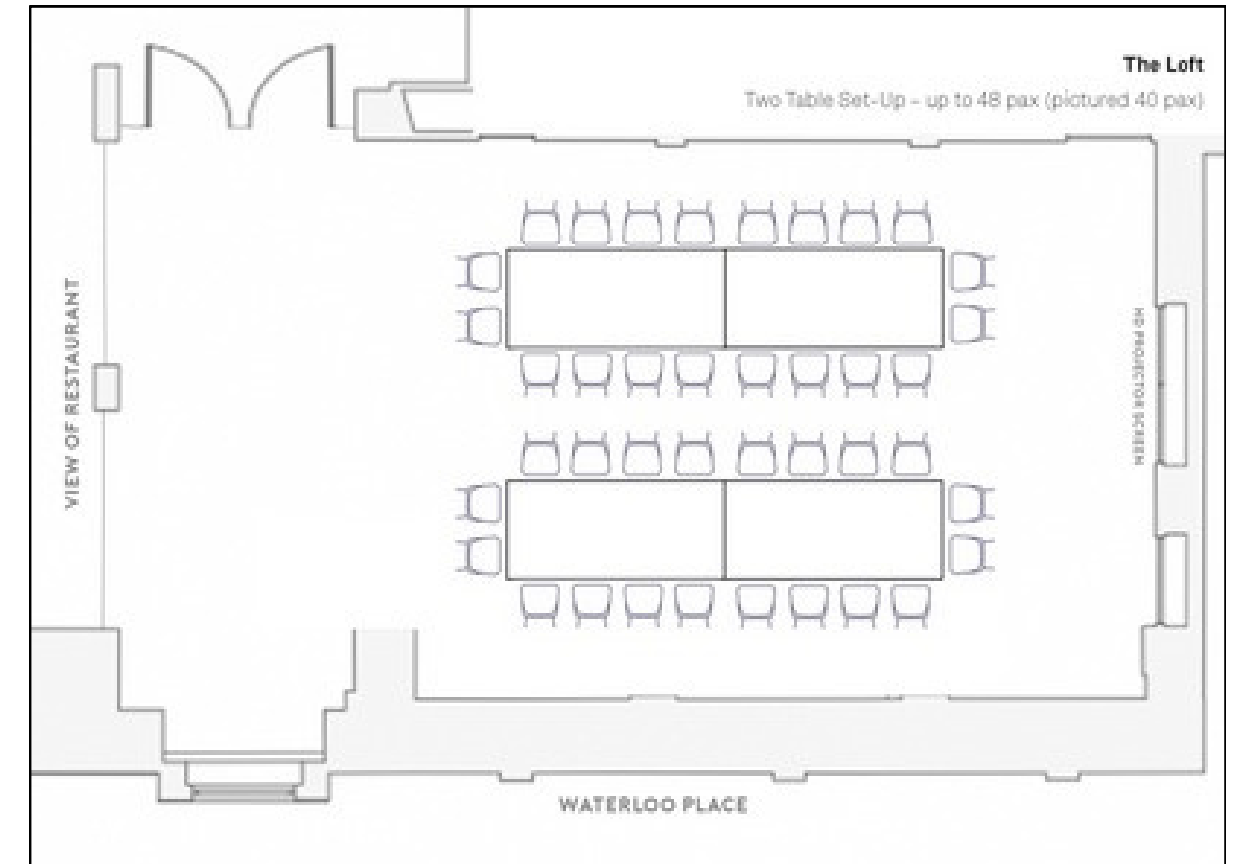 The Loft
Two Table Set-Up – up to 48 pax (pictured 40 pax)
VIEW OF RESTAURANT
HD PROJECTOR SCREEN
WATERLOO PLACE